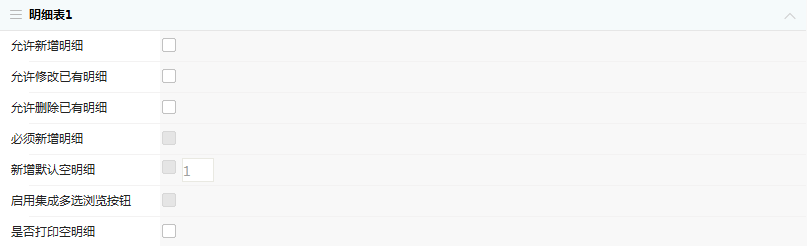 明细表1
允许新增明细
允许修改已有明细
允许删除已有明细
必须新增明细
新增默认空明细 1
启用集成多选浏览按钮
是否打印空明细